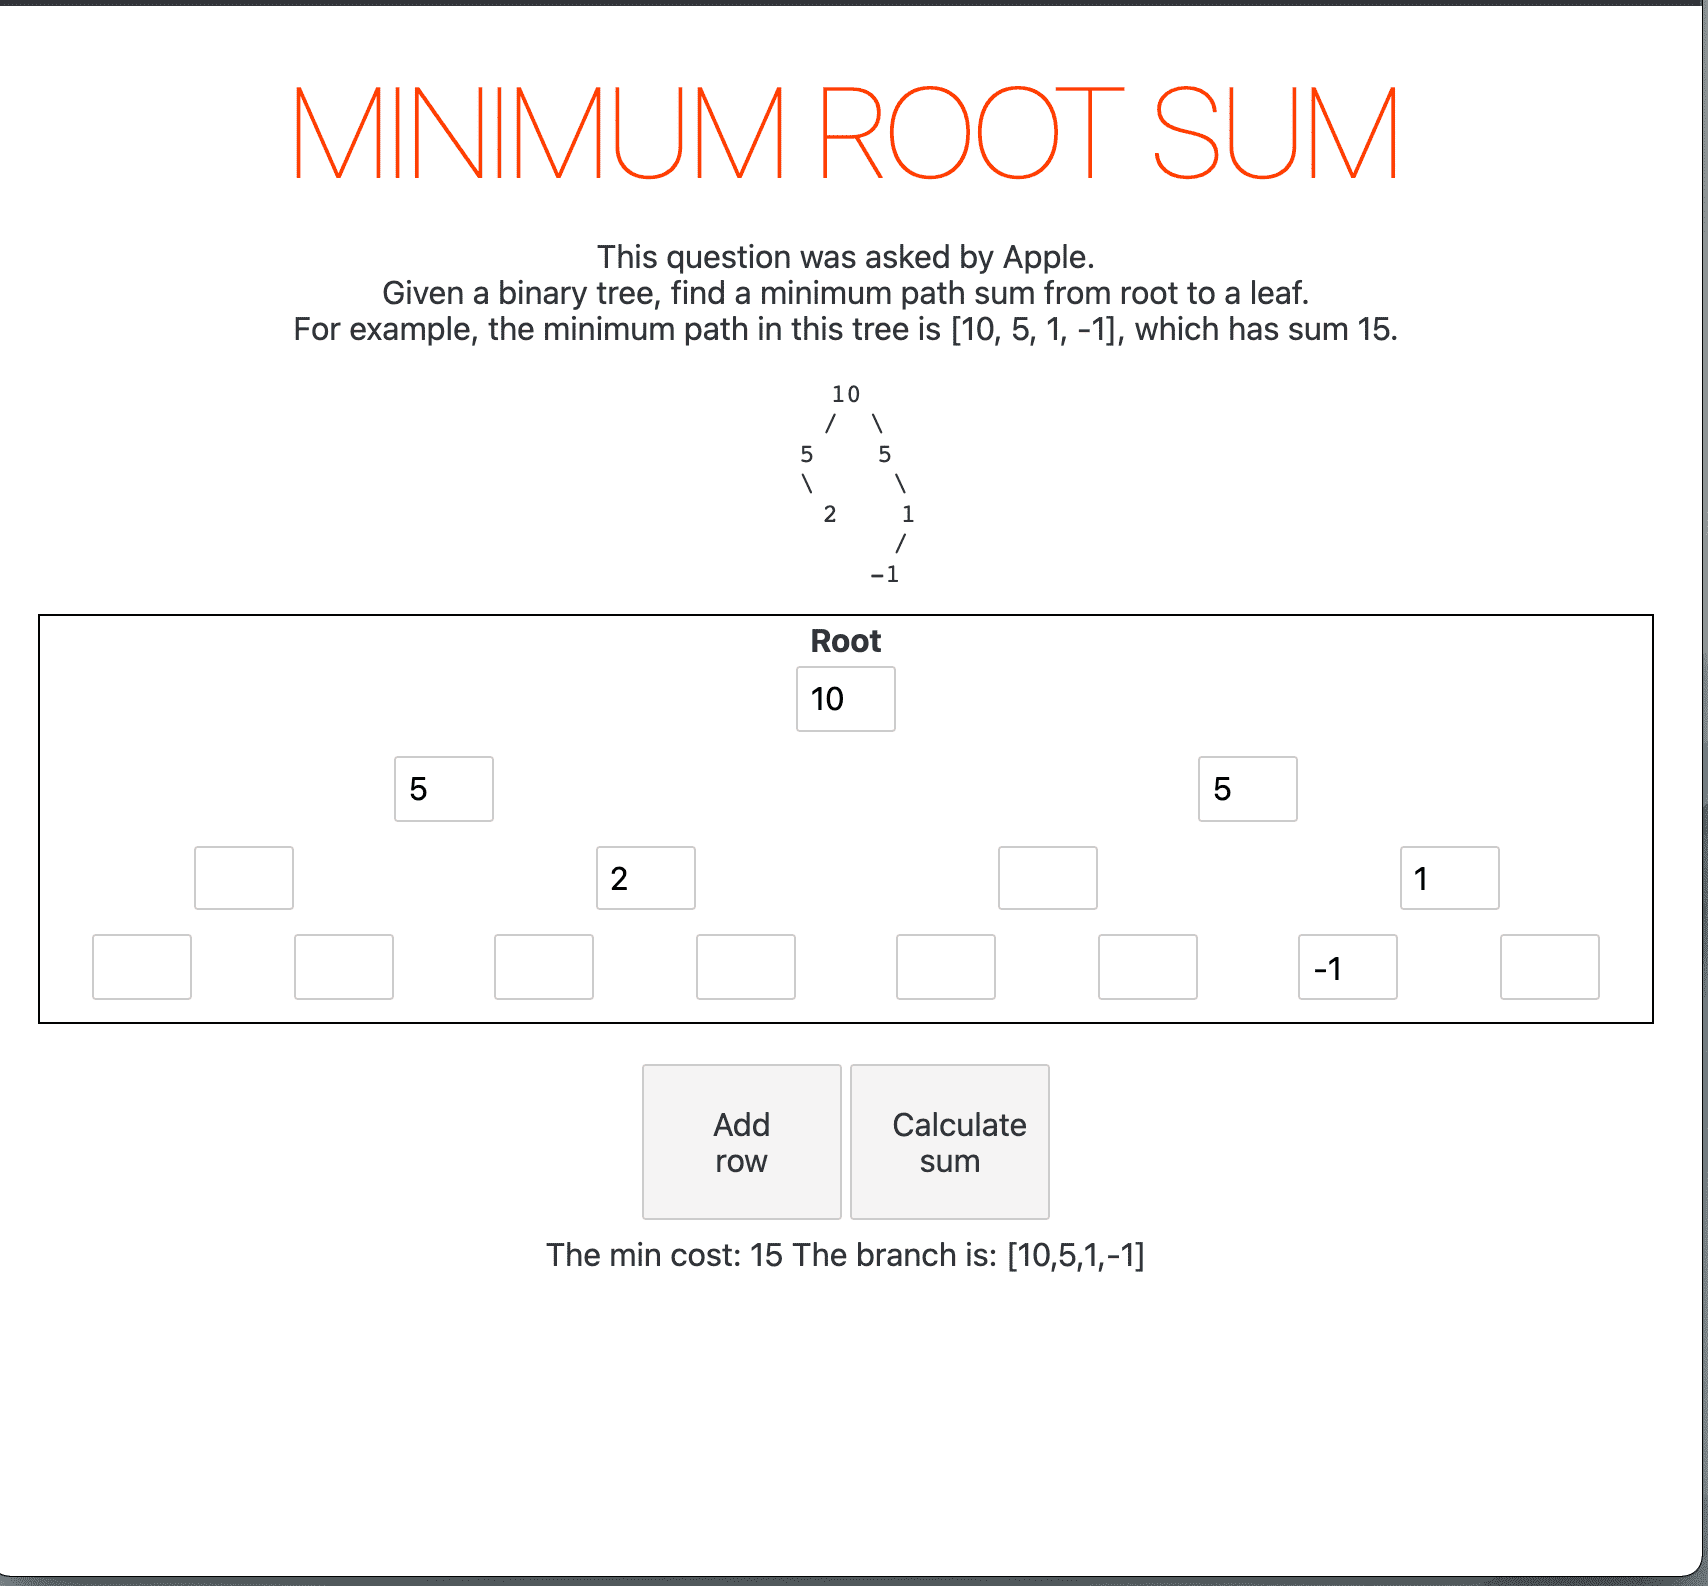 MINIMUM ROOT SUM
This question was asked by Apple.
Given a binary tree, find a minimum path sum from root to a leaf.
For example, the minimum path in this tree is [10, 5, 1, -1], which has sum 15.
10
/ \
5 5
\ \
2 1
/
-1
Root
10
5 5
2 1
-1
Add
row
Calculate
sum
The min cost: 15 The branch is: [10,5,1,-1]